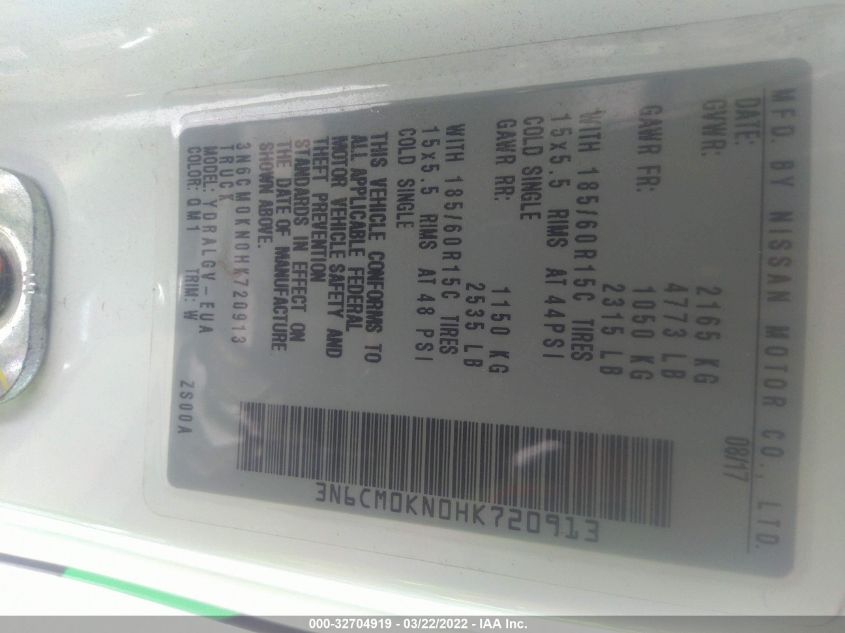 MFD. BY NISSAN MOTOR CO., LTD.
DATE: 08/17
GVWR: 2165 KG
4773 LB
GAWR FR: 1050 KG
WITH 185/60R15C TIRES 2315 LB
15x5.5 RIMS AT 44PSI
COLD SINGLE
GAWR RR: 1150 KG
WITH 185/60R15C TIRES 2535 LB
15x5.5 RIMS AT 48 PSI
COLD SINGLE
THIS VEHICLE CONFORMS TO
ALL APPLICABLE FEDERAL
MOTOR VEHICLE SAFETY AND
THEFT PREVENTION
STANDARDS IN EFFECT ON
THE DATE OF MANUFACTURE
SHOWN ABOVE.
3N6CM0KN0HK720913
TRUCK
MODEL: YDRALGV-EUA
COLOR: QM1 TRIM: W ZS00A
3N6CM0KN0HK720913
000-32704919 - 03/22/2022 - IAA Inc.